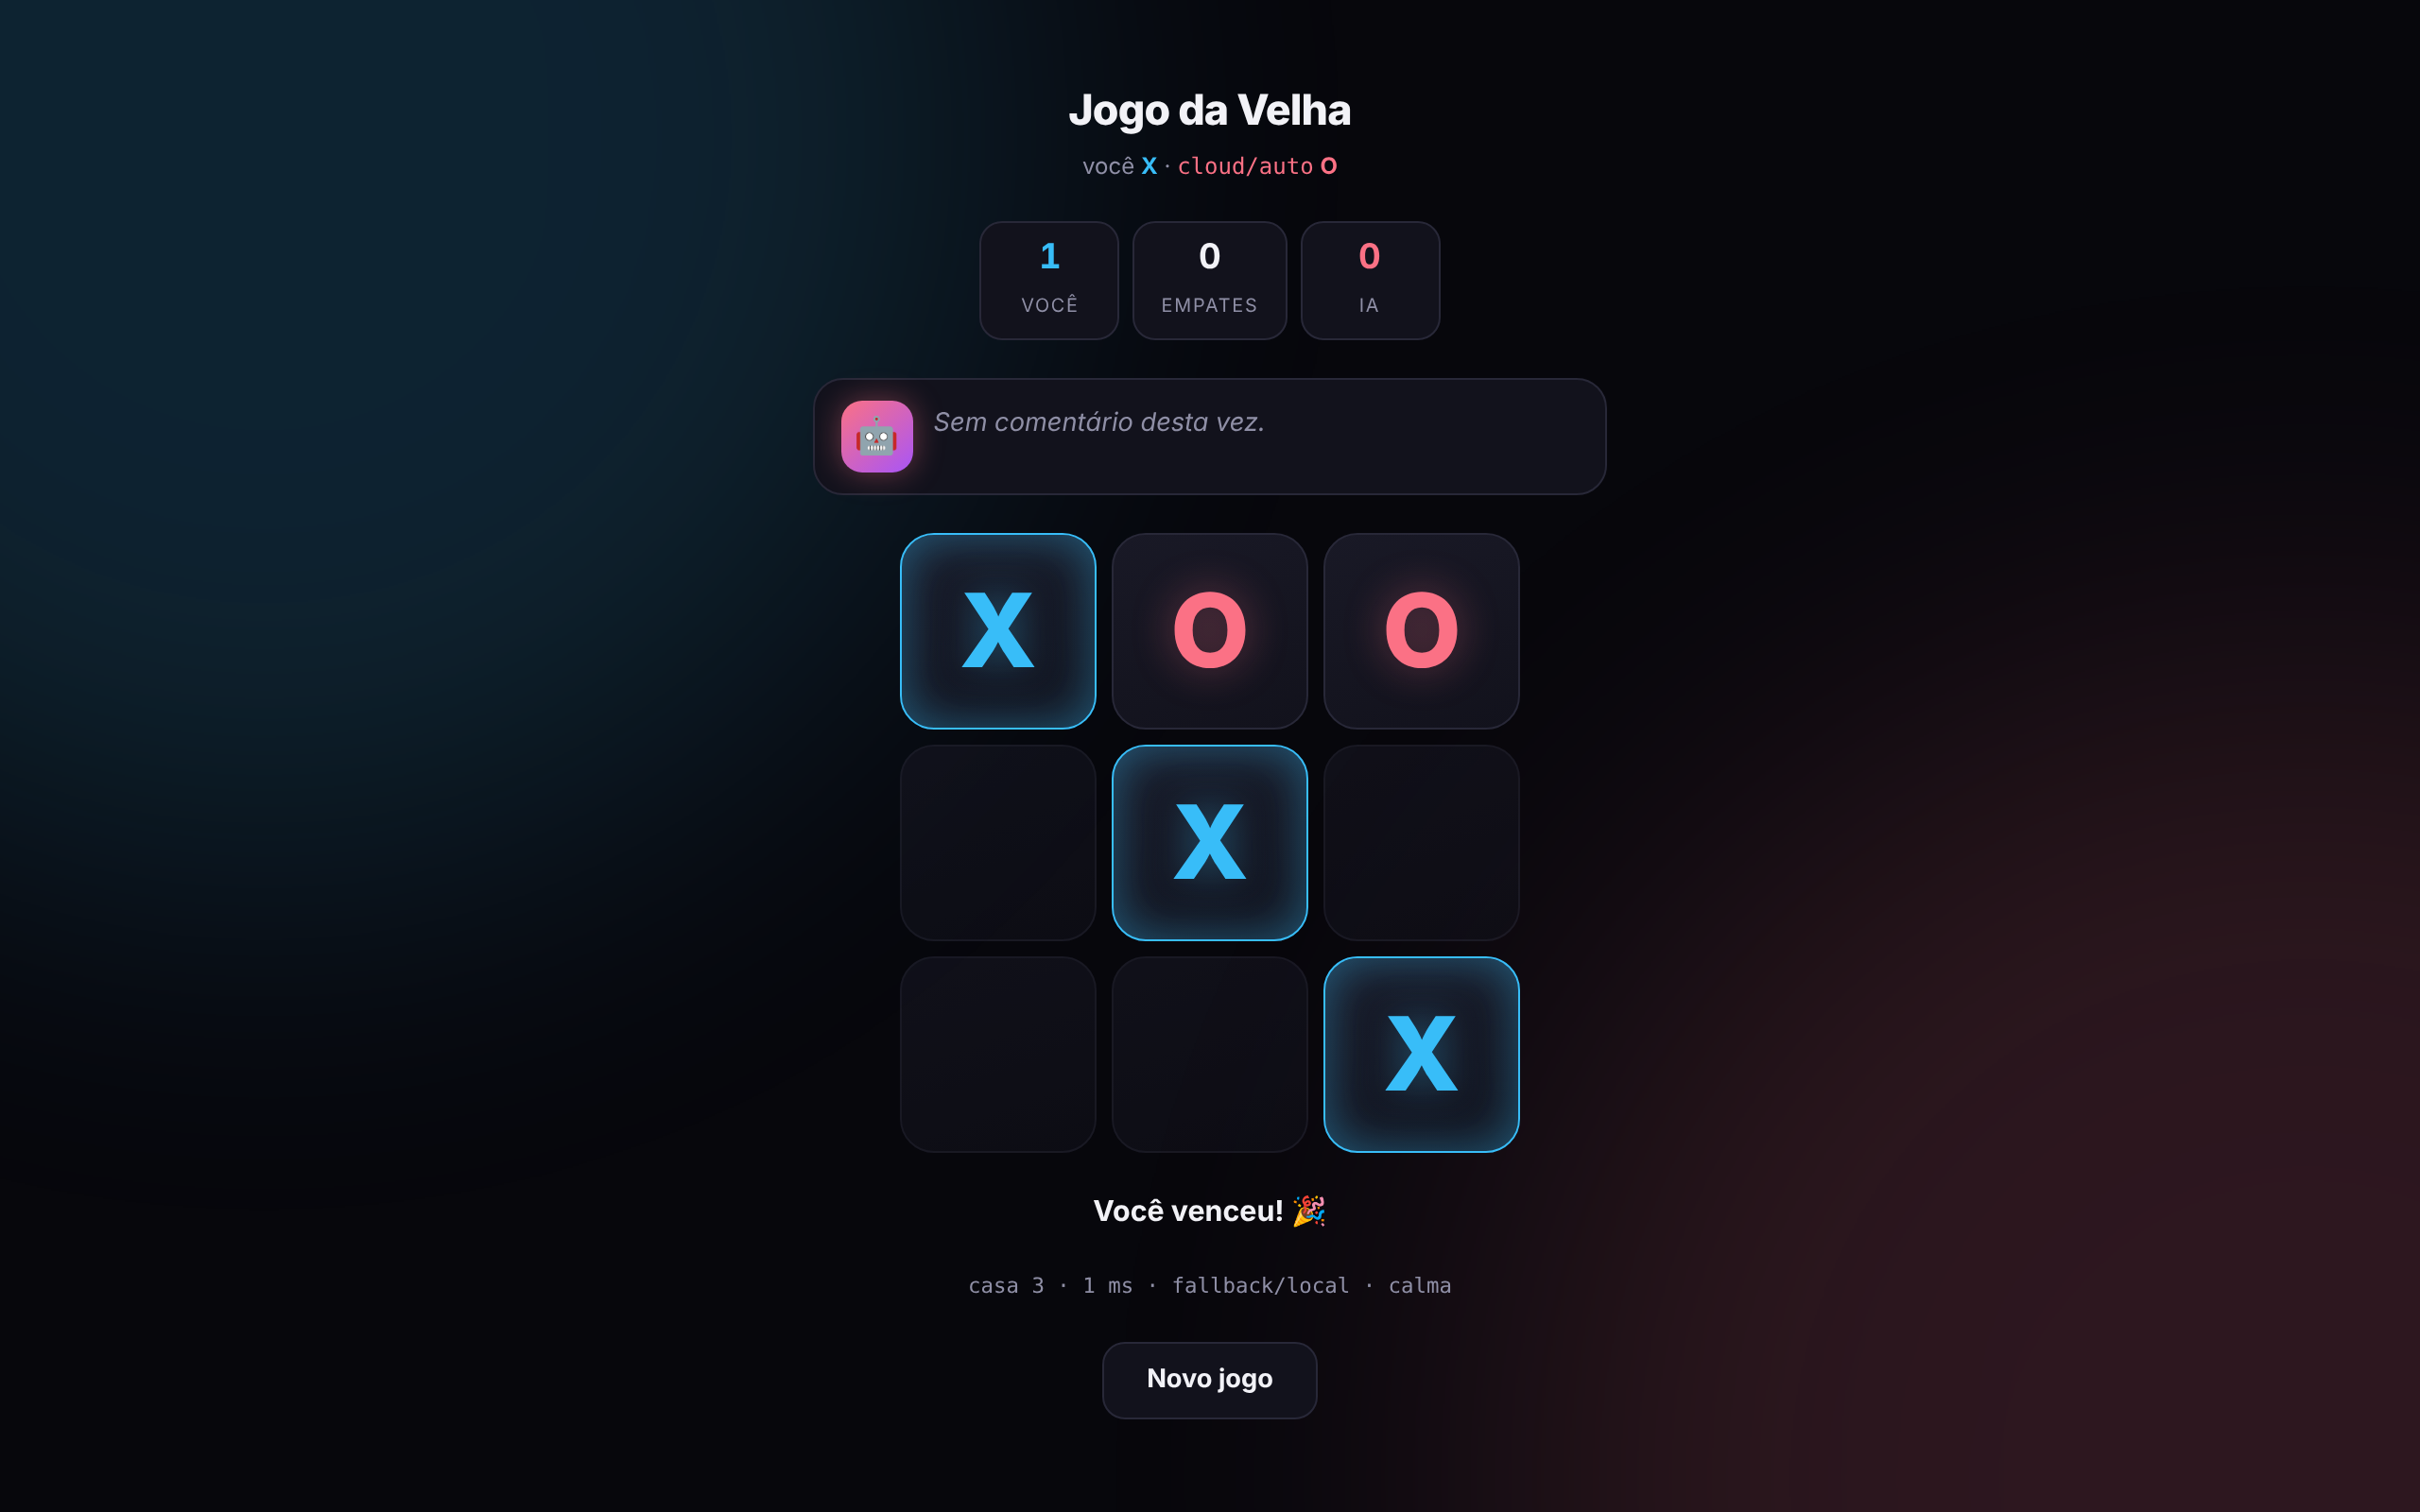 Jogo da Velha
você X · cloud/auto O
1 0 0
VOCÊ EMPATES IA
Sem comentário desta vez.
X O O
X
X
Você venceu! 🎉
casa 3 · 1 ms · fallback/local · calma
Novo jogo